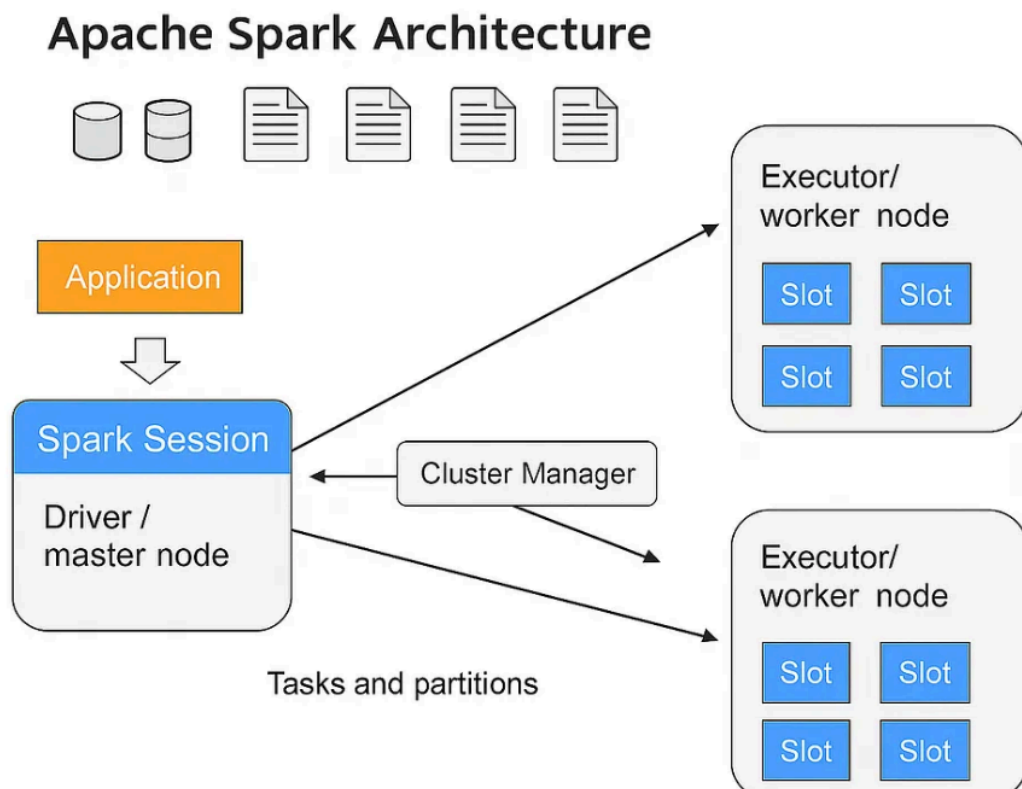 Apache Spark Architecture
Application
Spark Session
Driver /
master node
Cluster Manager
Tasks and partitions
Executor/
worker node
Slot Slot
Slot Slot
Executor/
worker node
Slot Slot
Slot Slot